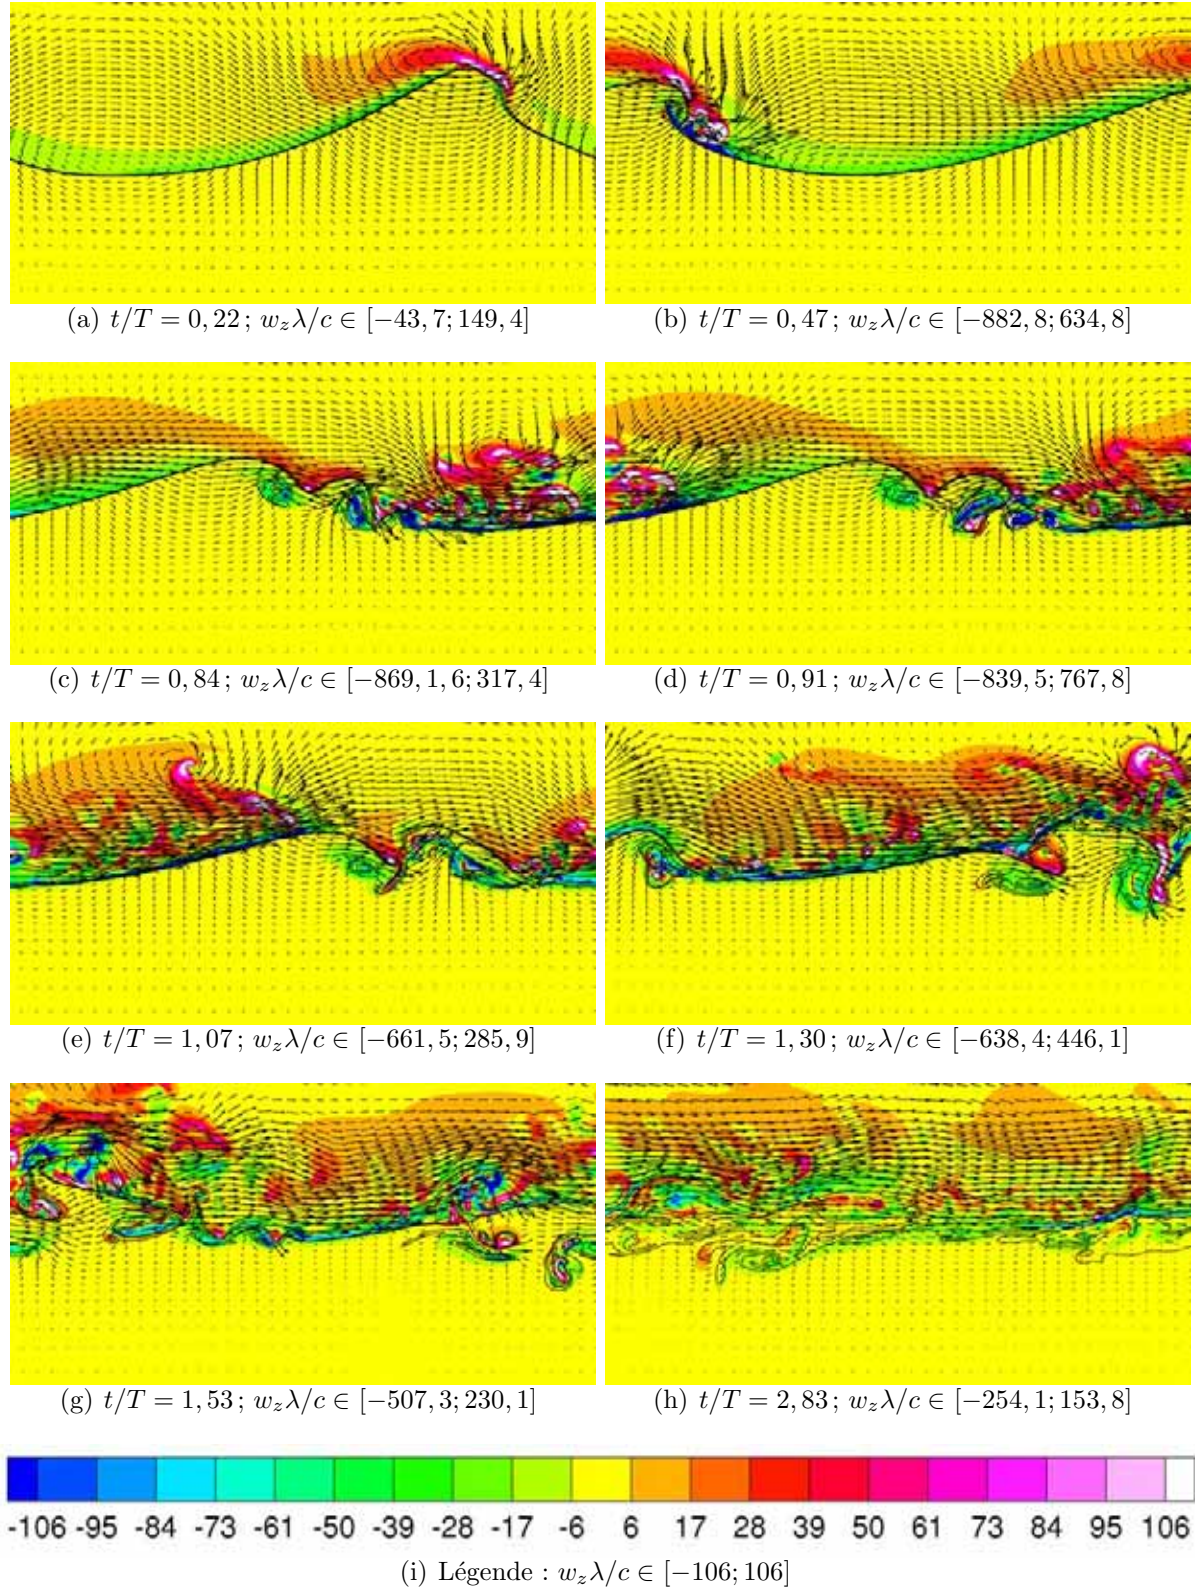 (a) t/T = 0,22 ; w_zλ/c ∈ [−43,7; 149,4]
(b) t/T = 0,47 ; w_zλ/c ∈ [−882,8; 634,8]
(c) t/T = 0,84 ; w_zλ/c ∈ [−869,1,6; 317,4]
(d) t/T = 0,91 ; w_zλ/c ∈ [−839,5; 767,8]
(e) t/T = 1,07 ; w_zλ/c ∈ [−661,5; 285,9]
(f) t/T = 1,30 ; w_zλ/c ∈ [−638,4; 446,1]
(g) t/T = 1,53 ; w_zλ/c ∈ [−507,3; 230,1]
(h) t/T = 2,83 ; w_zλ/c ∈ [−254,1; 153,8]
-106 -95 -84 -73 -61 -50 -39 -28 -17 -6 6 17 28 39 50 61 73 84 95 106
(i) Légende : w_zλ/c ∈ [−106; 106]